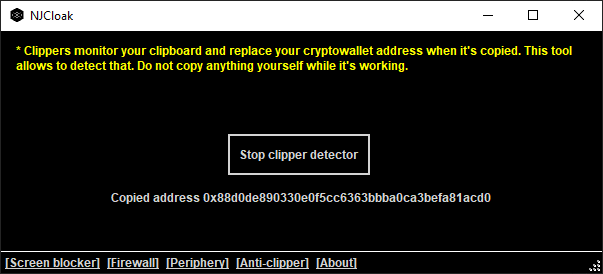 NJCloak
* Clippers monitor your clipboard and replace your cryptowallet address when it's copied. This tool
allows to detect that. Do not copy anything yourself while it's working.
Stop clipper detector
Copied address 0x88d0de890330e0f5cc6363bbba0ca3befa81acd0
[Screen blocker] [Firewall] [Periphery] [Anti-clipper] [About]